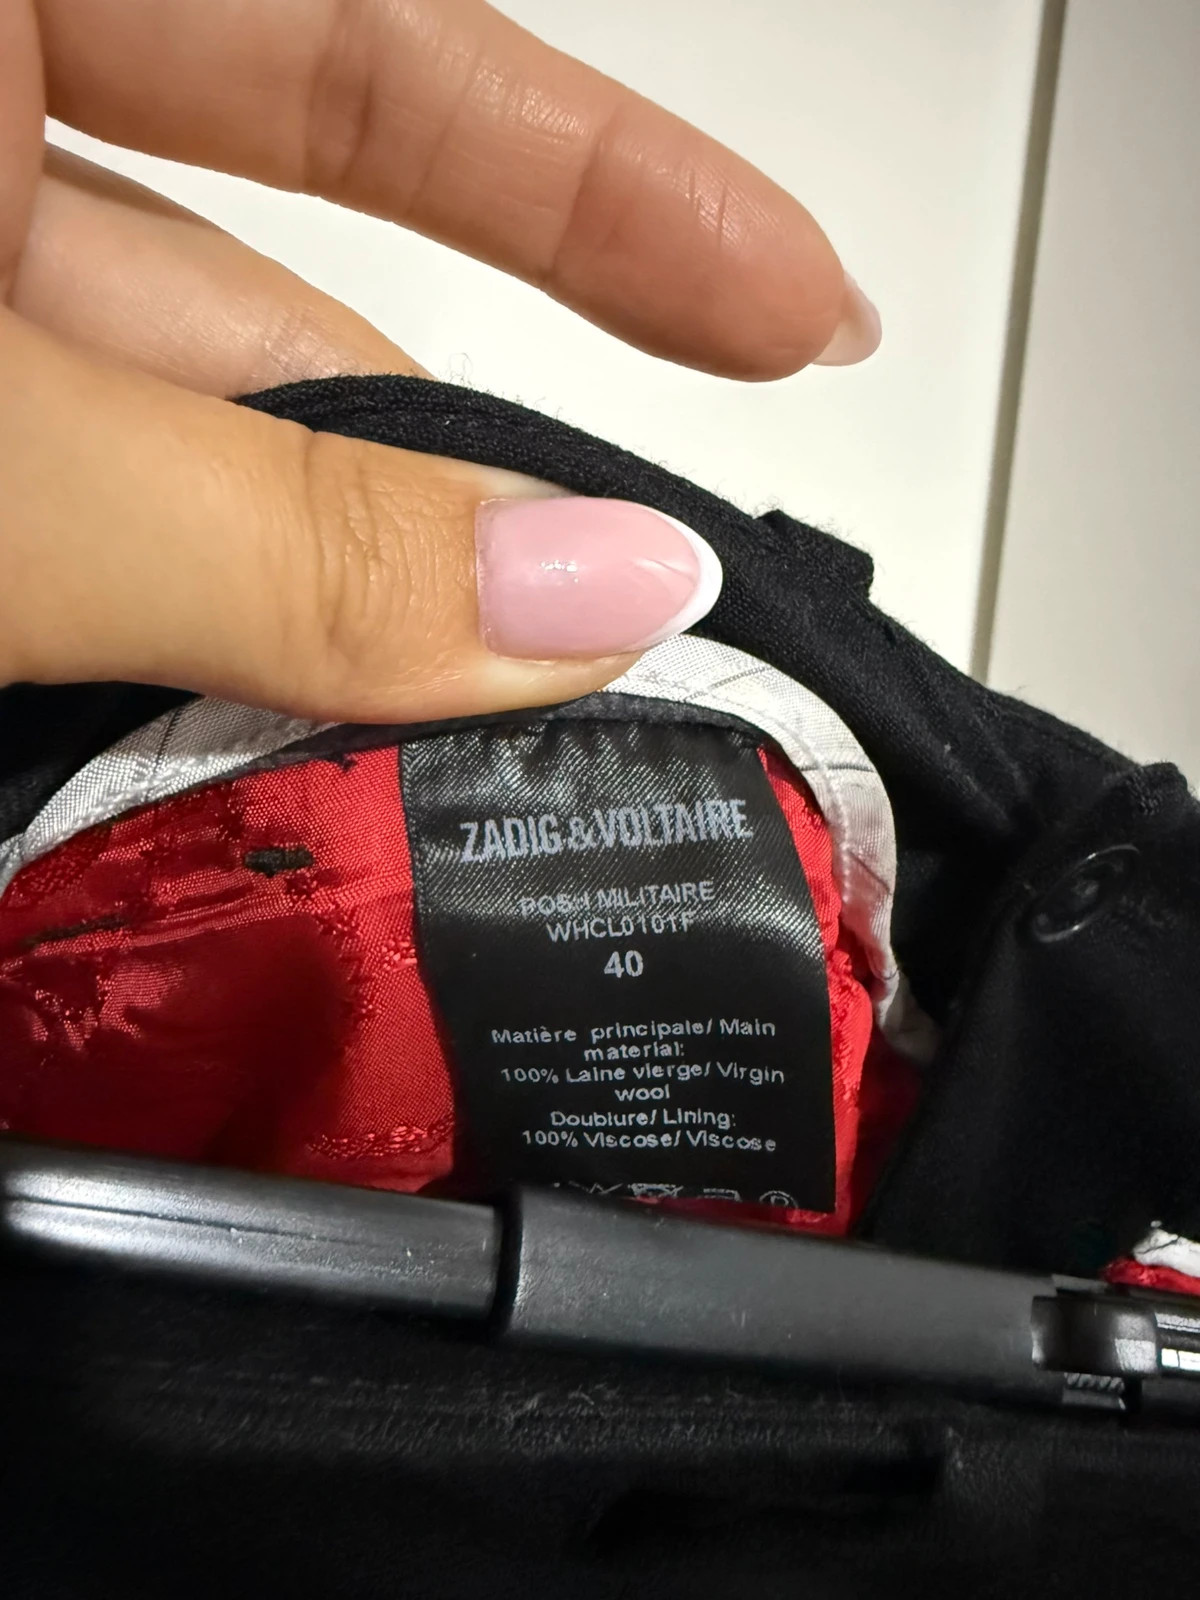 ZADIG&VOLTAIRE
POSH MILITAIRE
WHCL0101F
40
Matière principale/ Main
material:
100% Laine vierge/ Virgin
wool
Doublure/ Lining:
100% Viscose/ Viscose
P